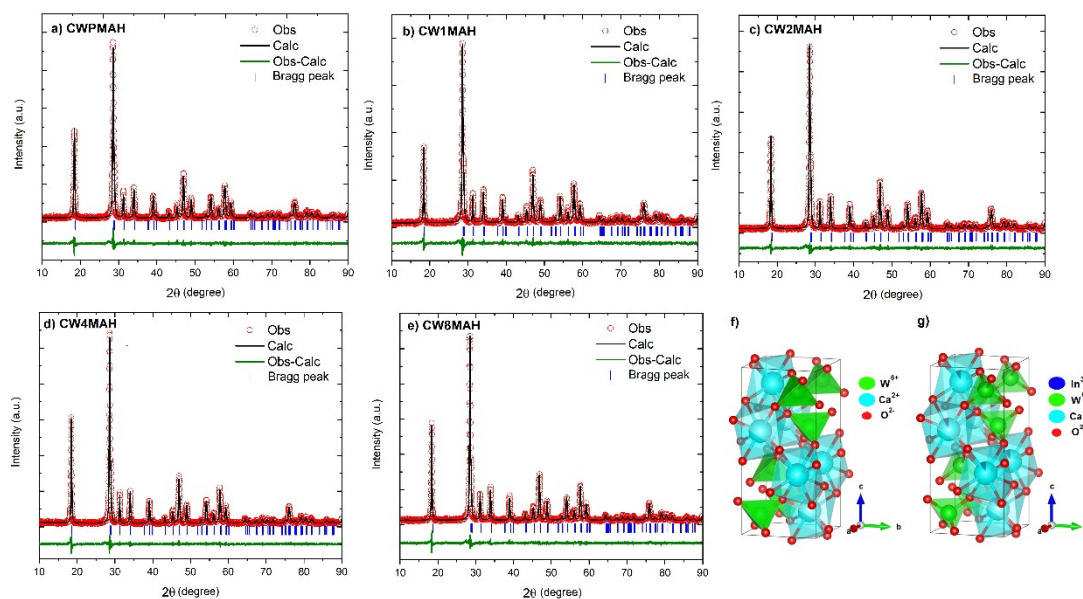 a) CWPMAH
Obs
Calc
Obs-Calc
Bragg peak
Intensity (a.u.)
10 20 30 40 50 60 70 80 90
2θ (degree)
b) CW1MAH
Obs
Calc
Obs-Calc
Bragg peak
Intensity (a.u.)
10 20 30 40 50 60 70 80 90
2θ (degree)
c) CW2MAH
Obs
Calc
Obs-Calc
Bragg peak
Intensity (a.u.)
10 20 30 40 50 60 70 80 90
2θ (degree)
d) CW4MAH
Obs
Calc
Obs-Calc
Bragg peak
Intensity (a.u.)
10 20 30 40 50 60 70 80 90
2θ (degree)
e) CW8MAH
Obs
Calc
Obs-Calc
Bragg peak
Intensity (a.u.)
10 20 30 40 50 60 70 80 90
2θ (degree)
f)
W⁶⁺
Ca²⁺
O²⁻
c
a b
g)
In³
W⁶
Ca
O²
c
a